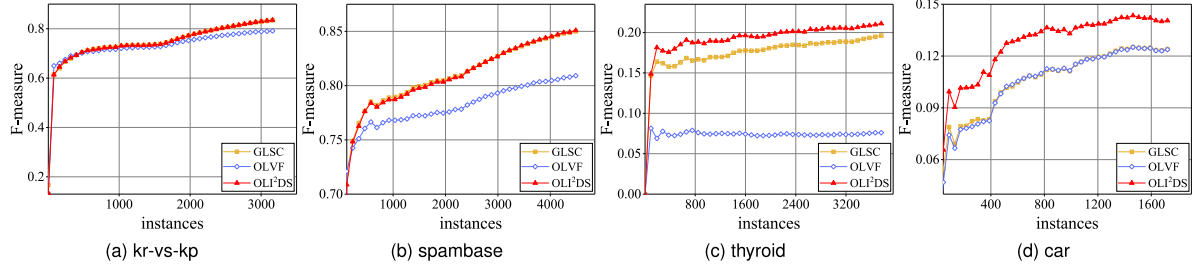 F-measure
0.8
0.6
0.4
0.2
1000
2000
3000
instances
GLSC
OLVF
OLI²DS
(a) kr-vs-kp
F-measure
0.85
0.80
0.75
0.70
0
1000
2000
3000
4000
instances
GLSC
OLVF
OLI²DS
(b) spambase
F-measure
0.20
0.15
0.10
0.05
0.00
800
1600
2400
3200
instances
GLSC
OLVF
OLI²DS
(c) thyroid
F-measure
0.15
0.12
0.09
0.06
400
800
1200
1600
instances
GLSC
OLVF
OLI²DS
(d) car